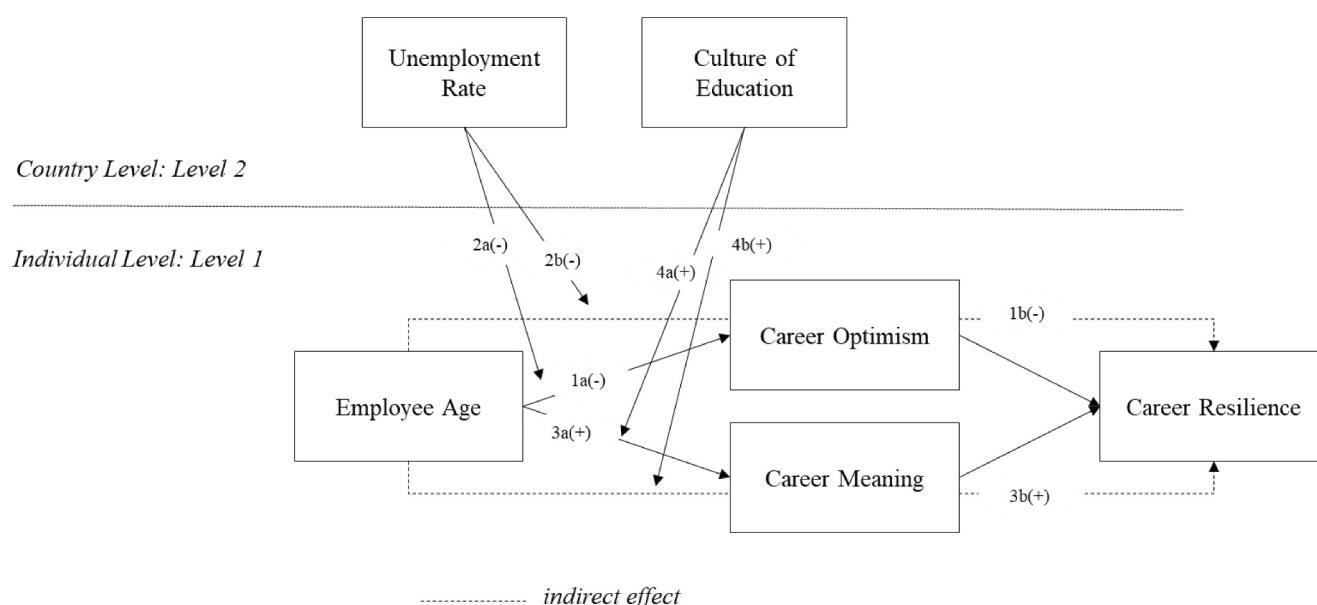 Unemployment
Rate
Culture of
Education
Country Level: Level 2
Individual Level: Level 1
2a(-)
2b(-)
4a(+)
4b(+)
Career Optimism
1b(-)
1a(-)
Employee Age
Career Resilience
3a(+)
Career Meaning
3b(+)
indirect effect